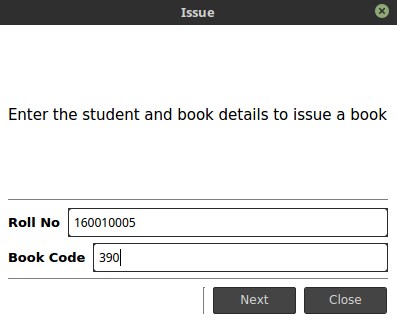 Issue
Enter the student and book details to issue a book
Roll No 160010005
Book Code 390
Next Close